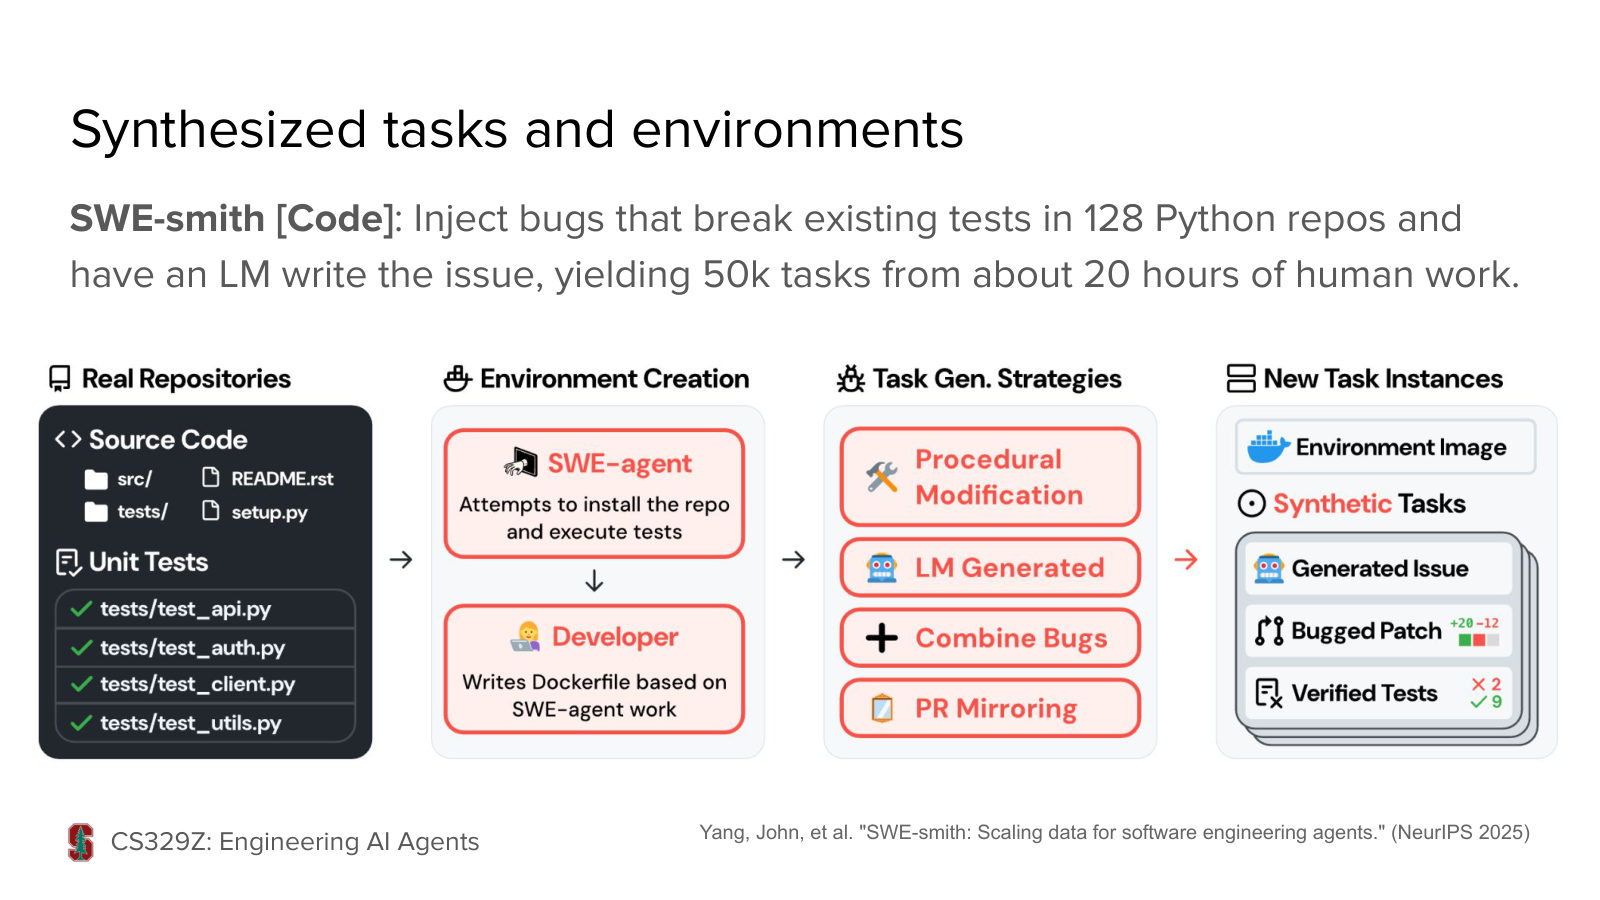 Synthesized tasks and environments
SWE-smith [Code]: Inject bugs that break existing tests in 128 Python repos and
have an LM write the issue, yielding 50k tasks from about 20 hours of human work.
Real Repositories
Source Code
src/
README.rst
tests/
setup.py
Unit Tests
tests/test_api.py
tests/test_auth.py
tests/test_client.py
tests/test_utils.py
Environment Creation
SWE-agent
Attempts to install the repo
and execute tests
Developer
Writes Dockerfile based on
SWE-agent work
Task Gen. Strategies
Procedural
Modification
LM Generated
Combine Bugs
PR Mirroring
New Task Instances
Environment Image
Synthetic Tasks
Generated Issue
Bugged Patch +20 -12
Verified Tests
2
9
CS329Z: Engineering AI Agents
Yang, John, et al. "SWE-smith: Scaling data for software engineering agents." (NeurIPS 2025)